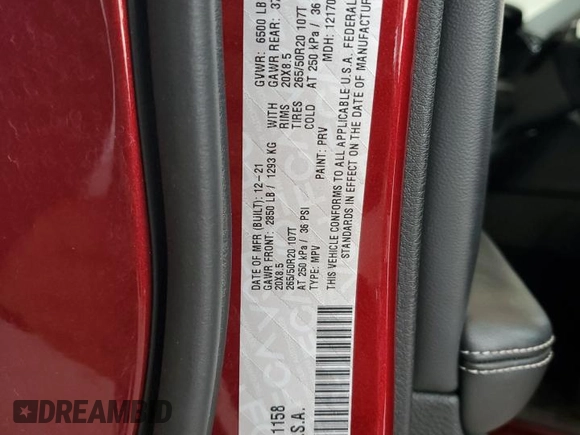 DATE OF MFR (BUILT): 12-21 GVWR: 6500 LB
GAWR FRONT: 2850 LB / 1293 KG WITH GAWR REAR: 37
20X8.5 RIMS 20X8.5
265/50R20 107T TIRES 265/50R20 107T
AT 250 kPa / 36 PSI COLD AT 250 kPa / 36
TYPE: MPV PAINT: PRV MDH: 12170
THIS VEHICLE CONFORMS TO ALL APPLICABLE U.S.A. FEDERAL
STANDARDS IN EFFECT ON THE DATE OF MANUFACTUR
1158
S.A.
DREAMBID